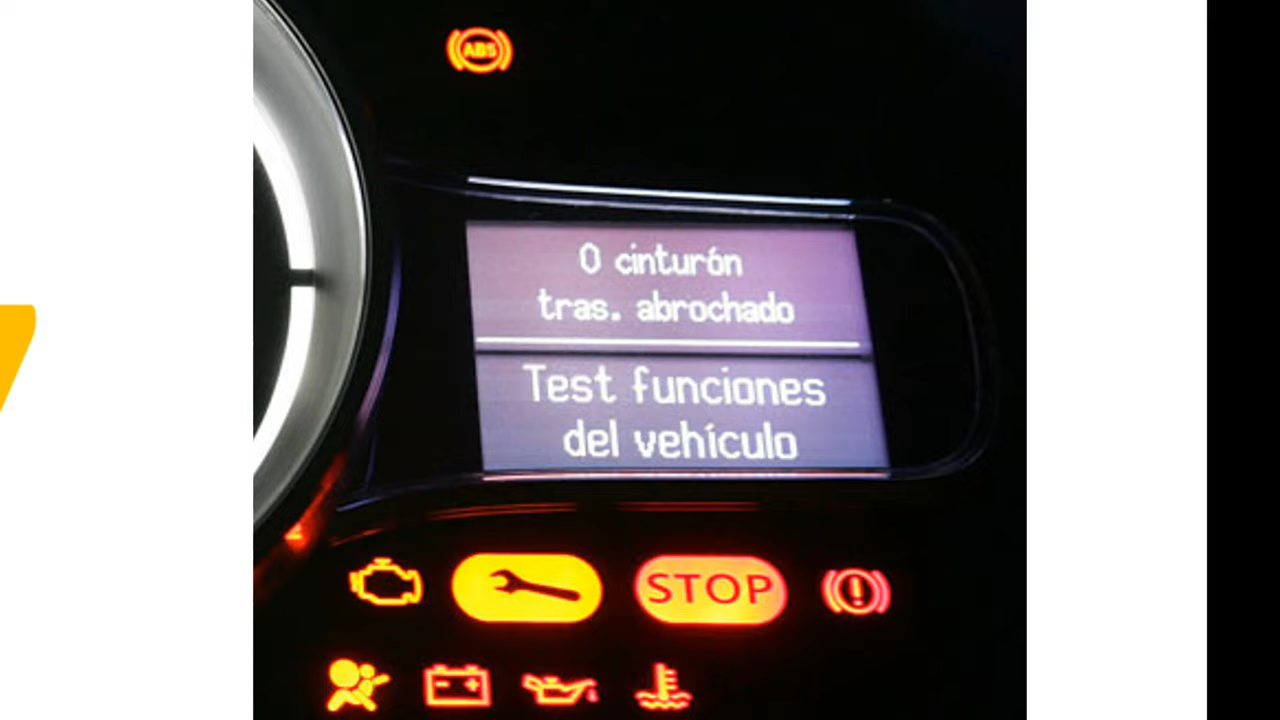 ABS
0 cinturón
tras. abrochado
Test funciones
del vehículo
STOP